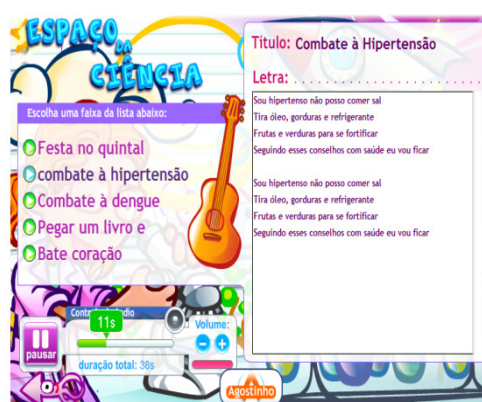 ESPAÇO
DA
CIÊNCIA
Escolha uma faixa da lista abaixo:
Festa no quintal
combate à hipertensão
Combate à dengue
Pegar um livro e
Bate coração
11s
Volume:
pausar
duração total: 38s
Agostinho
Título: Combate à Hipertensão
Letra:
Sou hipertenso não posso comer sal
Tira óleo, gorduras e refrigerante
Frutas e verduras para se fortificar
Seguindo esses conselhos com saúde eu vou ficar
Sou hipertenso não posso comer sal
Tira óleo, gorduras e refrigerante
Frutas e verduras para se fortificar
Seguindo esses conselhos com saúde eu vou ficar